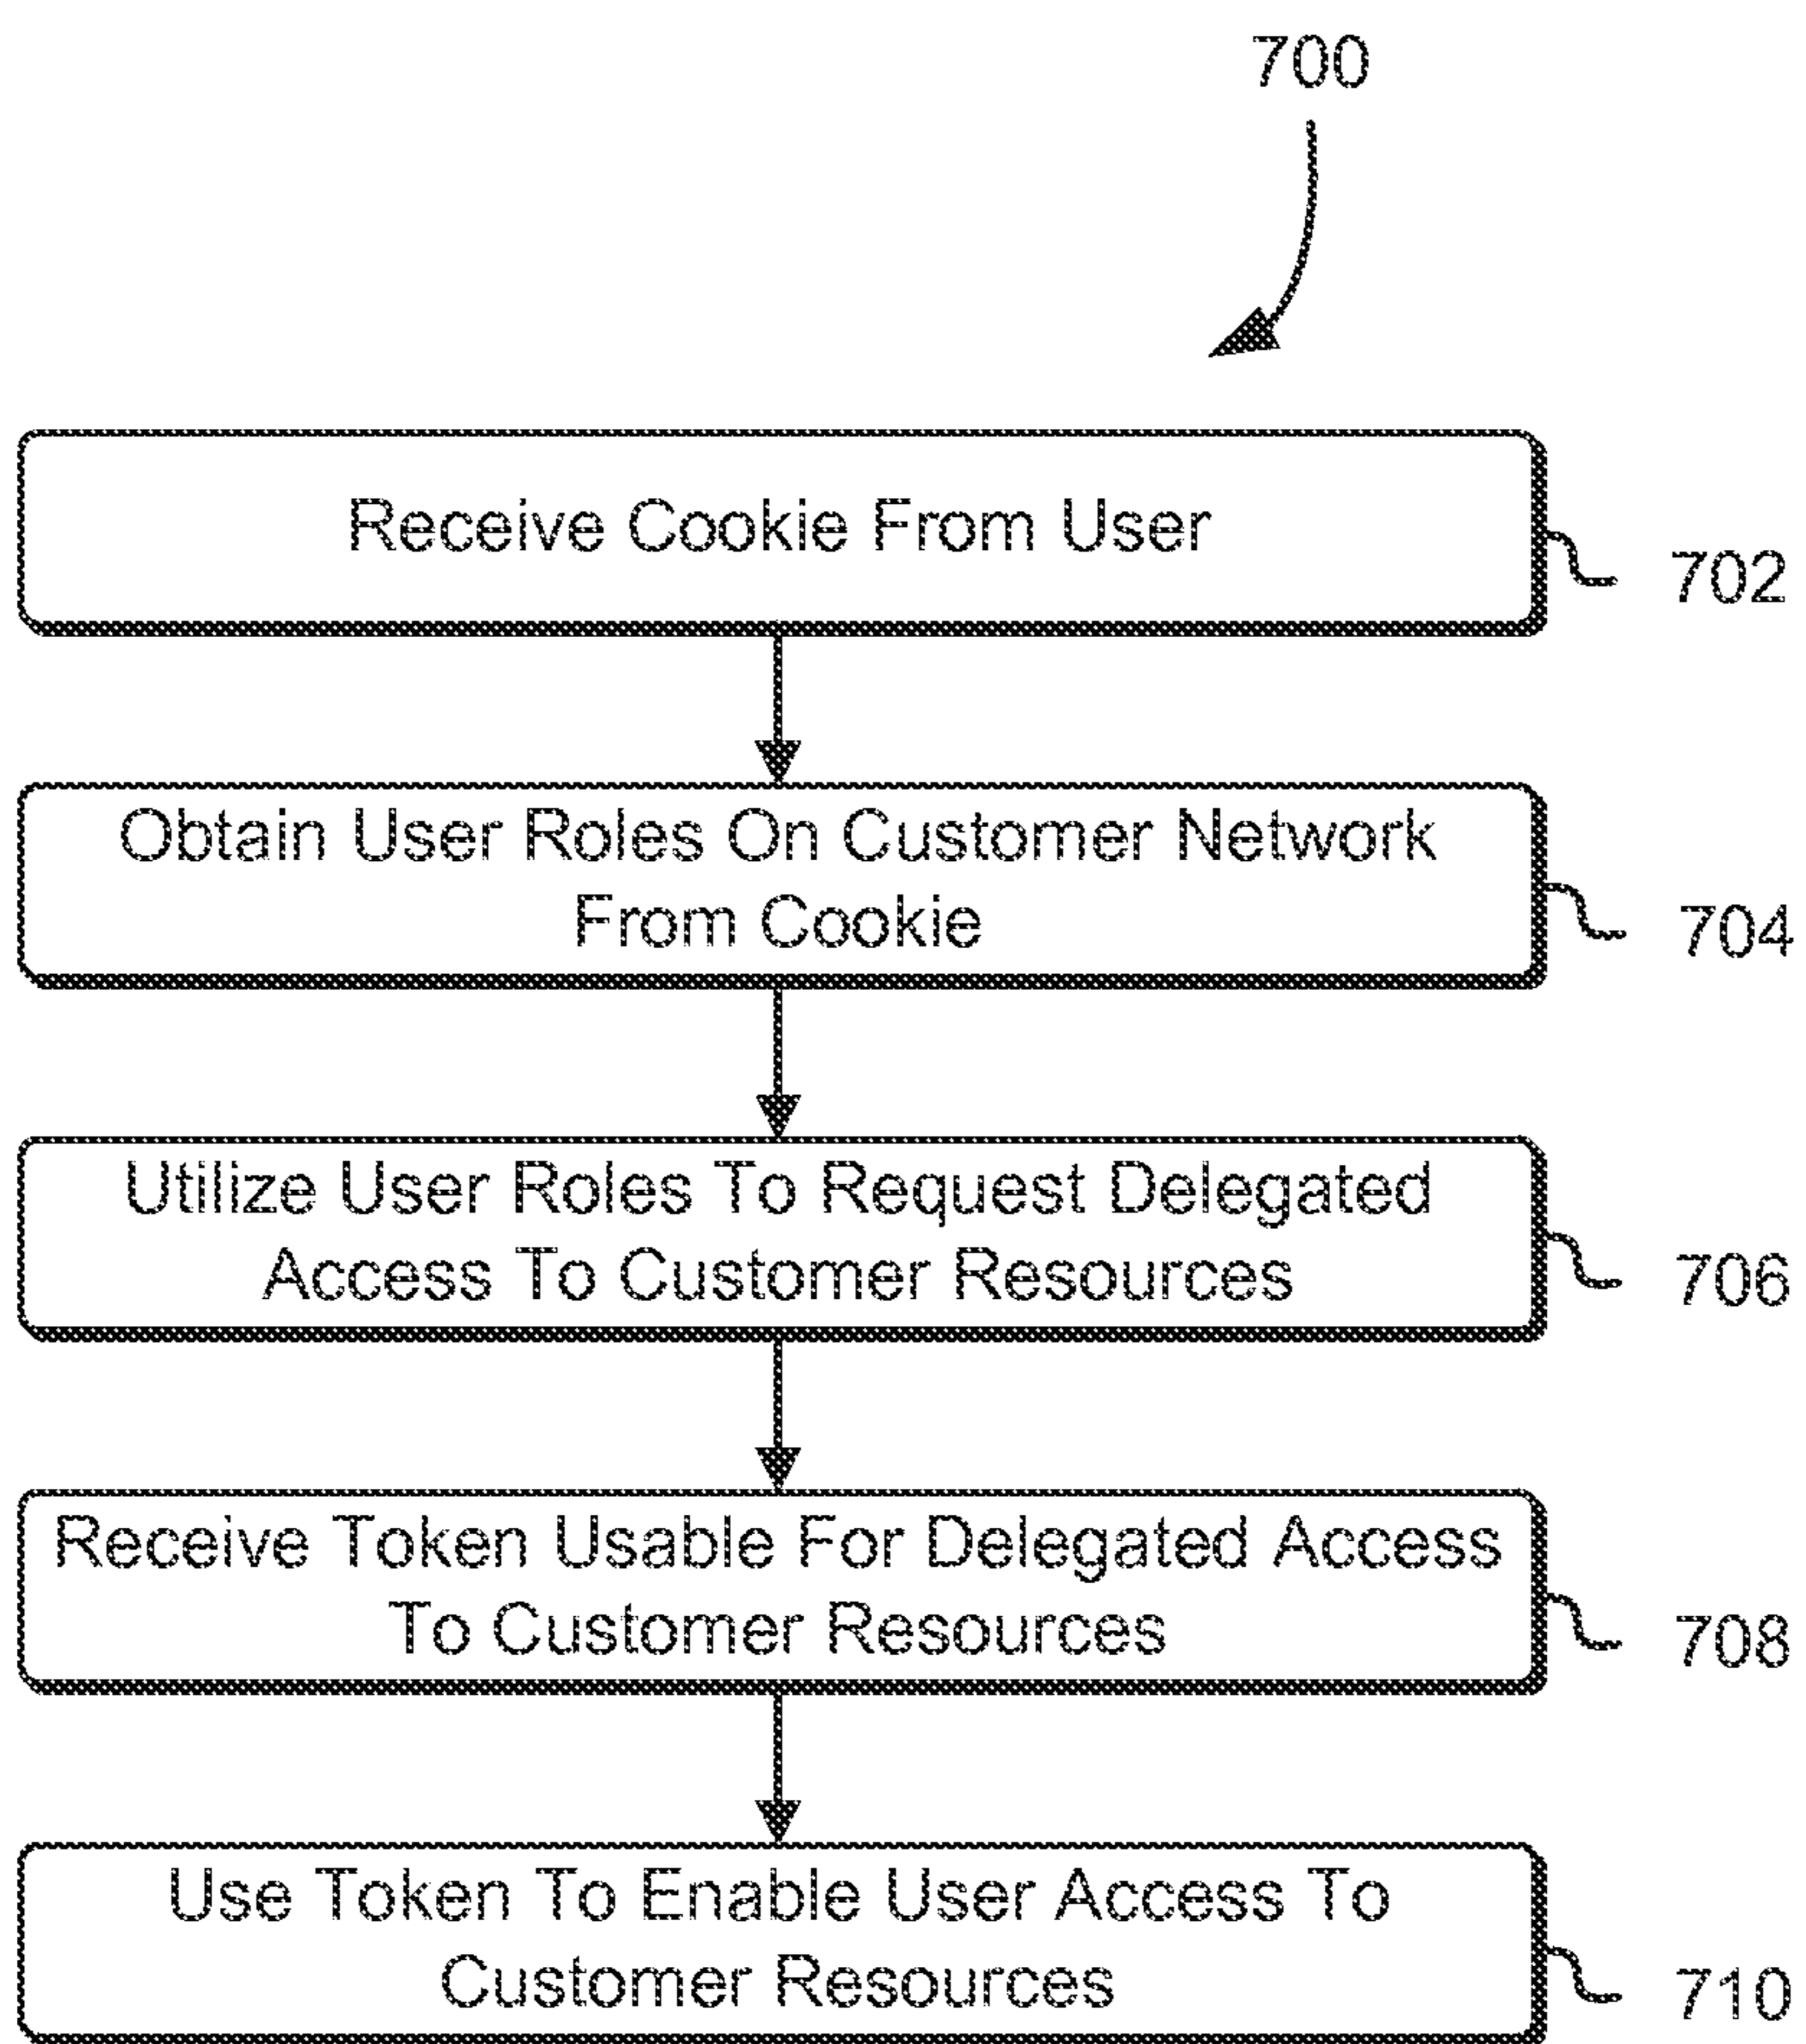 700
Receive Cookie From User
702
Obtain User Roles On Customer Network
From Cookie
704
Utilize User Roles To Request Delegated
Access To Customer Resources
706
Receive Token Usable For Delegated Access
To Customer Resources
708
Use Token To Enable User Access To
Customer Resources
710